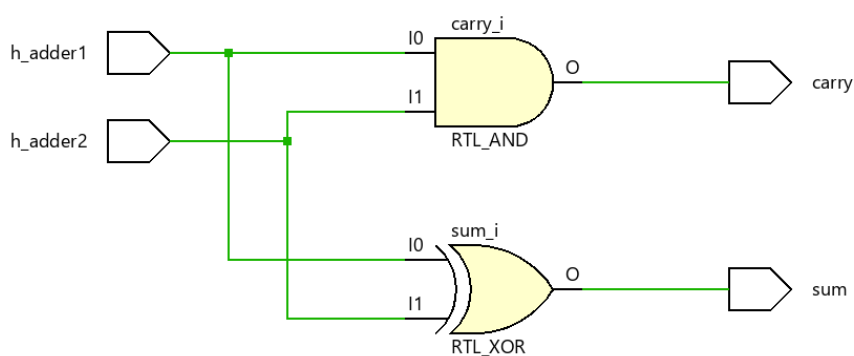 carry_i
h_adder1
I0
O
carry
I1
h_adder2
RTL_AND
sum_i
I0
O
sum
I1
RTL_XOR